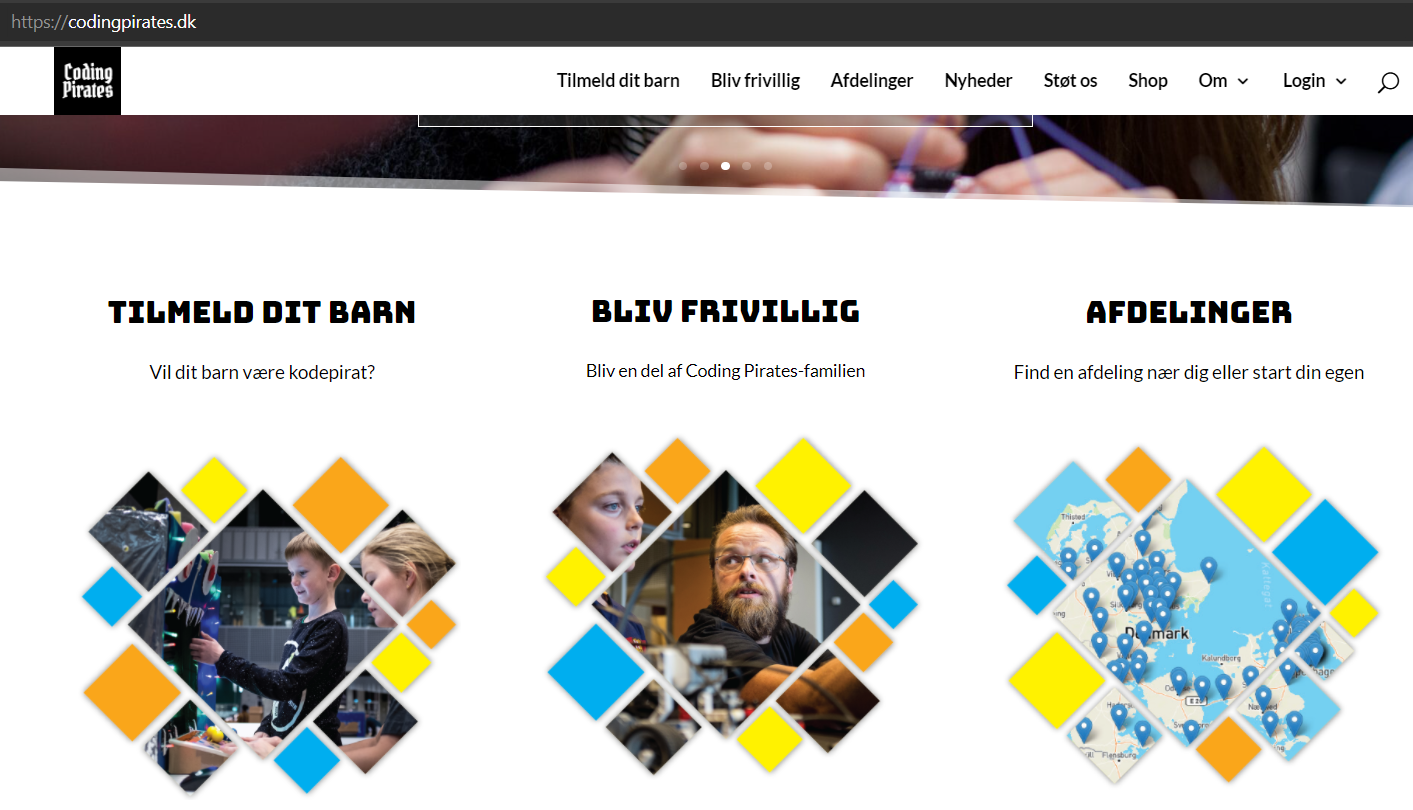 https://codingpirates.dk
Coding
Pirates
Tilmeld dit barn Bliv frivillig Afdelinger Nyheder Støt os Shop Om Login
TILMELD DIT BARN
Vil dit barn være kodepirat?
BLIV FRIVILLIG
Bliv en del af Coding Pirates-familien
AFDELINGER
Find en afdeling nær dig eller start din egen
Thisted
Kattegat
Kalundborg
Flensburg